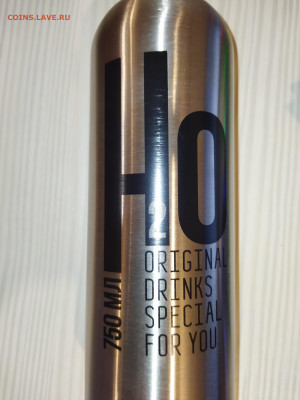 COINS.LAVE.RU
H2O
ORIGINAL
DRINKS
SPECIAL
FOR YOU
750 МЛ